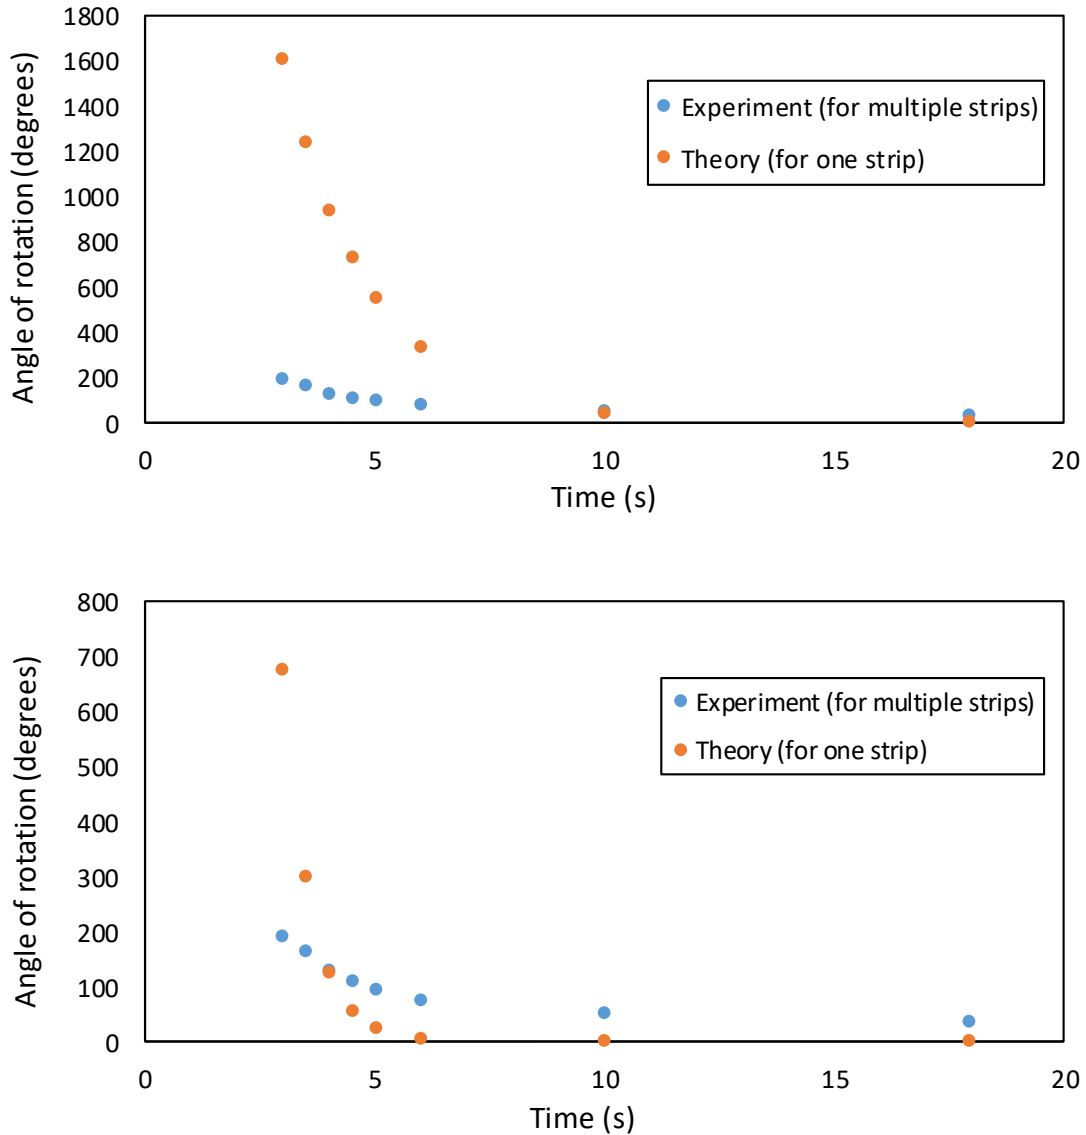 1800
1600
1400
1200
1000
800
600
400
200
0
Angle of rotation (degrees)
Experiment (for multiple strips)
Theory (for one strip)
0 5 10 15 20
Time (s)
800
700
600
500
400
300
200
100
0
Angle of rotation (degrees)
Experiment (for multiple strips)
Theory (for one strip)
0 5 10 15 20
Time (s)